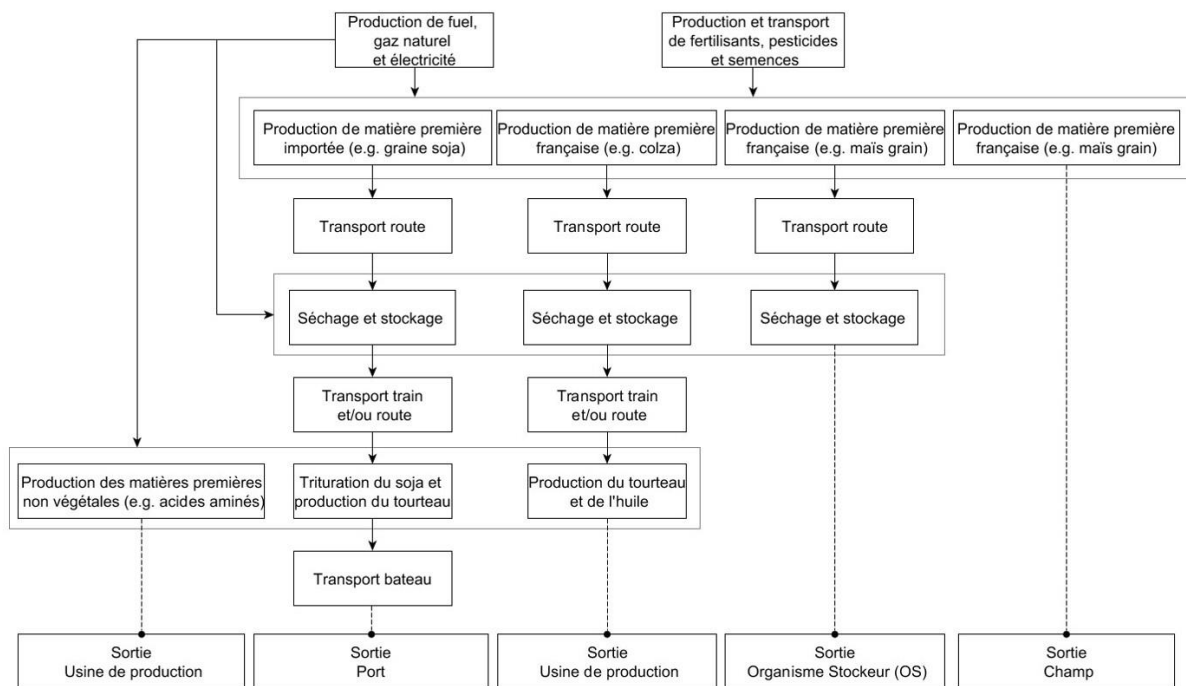 Production de fuel,
gaz naturel
et électricité
Production et transport
de fertilisants, pesticides
et semences
Production de matière première
importée (e.g. graine soja)
Production de matière première
française (e.g. colza)
Production de matière première
française (e.g. maïs grain)
Production de matière première
française (e.g. maïs grain)
Transport route
Transport route
Transport route
Séchage et stockage
Séchage et stockage
Séchage et stockage
Transport train
et/ou route
Transport train
et/ou route
Production des matières premières
non végétales (e.g. acides aminés)
Trituration du soja et
production du tourteau
Production du tourteau
et de l'huile
Transport bateau
Sortie
Usine de production
Sortie
Port
Sortie
Usine de production
Sortie
Organisme Stockeur (OS)
Sortie
Champ